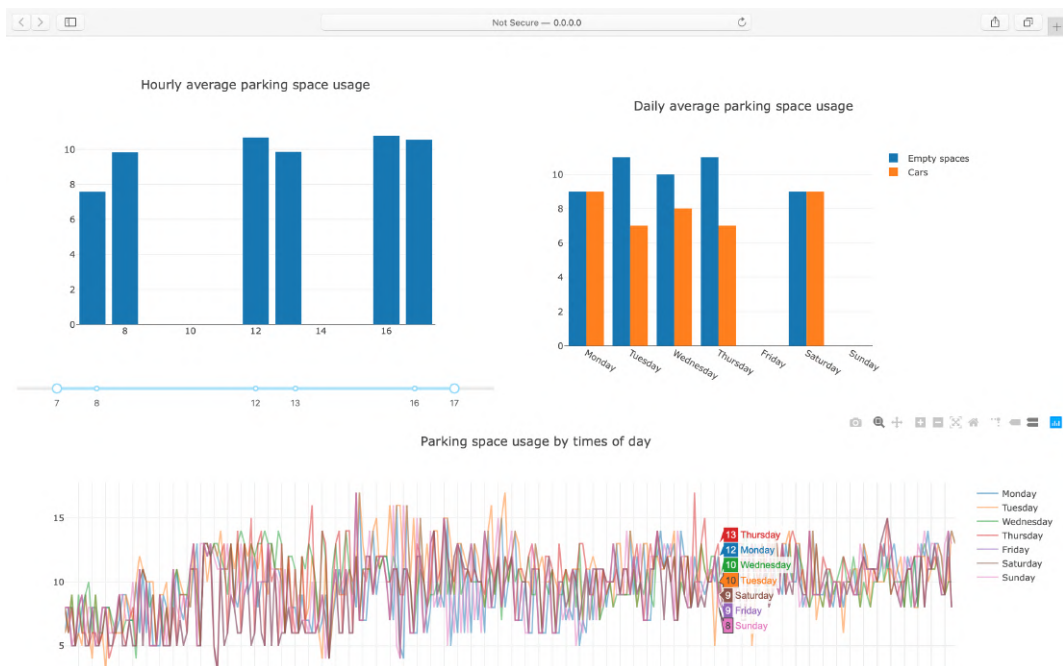 Not Secure — 0.0.0.0
Hourly average parking space usage
10
8
6
4
2
0
8 10 12 14 16
7 8 12 13 16 17
Daily average parking space usage
10
8
6
4
2
0
Monday Tuesday Wednesday Thursday Friday Saturday Sunday
Empty spaces
Cars
Parking space usage by times of day
15
10
5
13 Thursday
12 Monday
10 Wednesday
10 Tuesday
9 Saturday
9 Friday
8 Sunday
Monday
Tuesday
Wednesday
Thursday
Friday
Saturday
Sunday